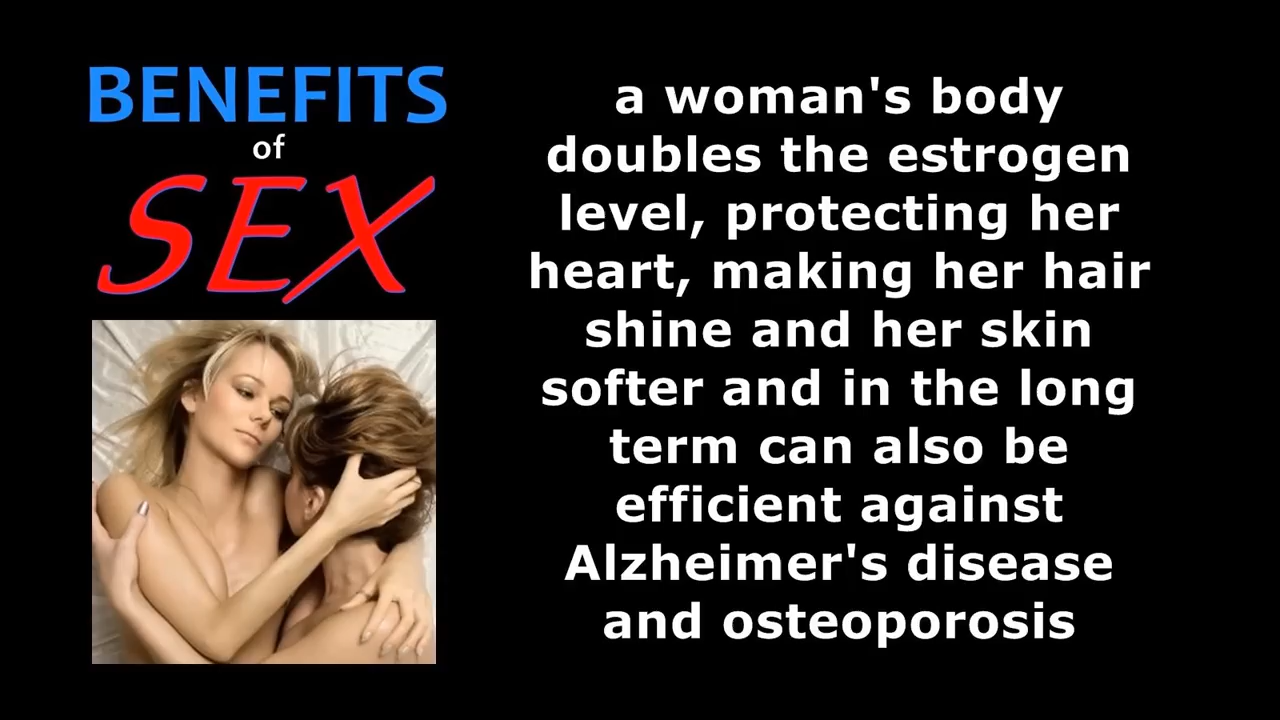 BENEFITS
of
SEX
a woman's body
doubles the estrogen
level, protecting her
heart, making her hair
shine and her skin
softer and in the long
term can also be
efficient against
Alzheimer's disease
and osteoporosis